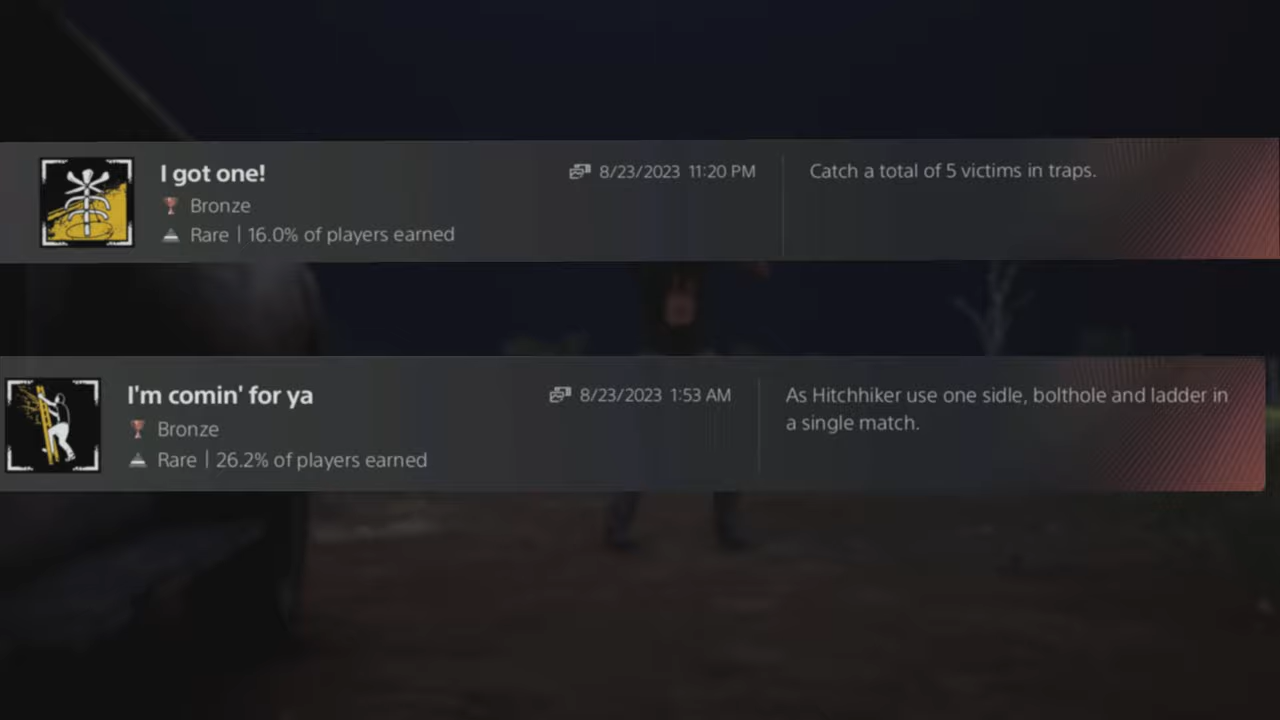 I got one!
Bronze
Rare | 16.0% of players earned
8/23/2023 11:20 PM
Catch a total of 5 victims in traps.
I'm comin' for ya
Bronze
Rare | 26.2% of players earned
8/23/2023 1:53 AM
As Hitchhiker use one sidle, bolthole and ladder in
a single match.